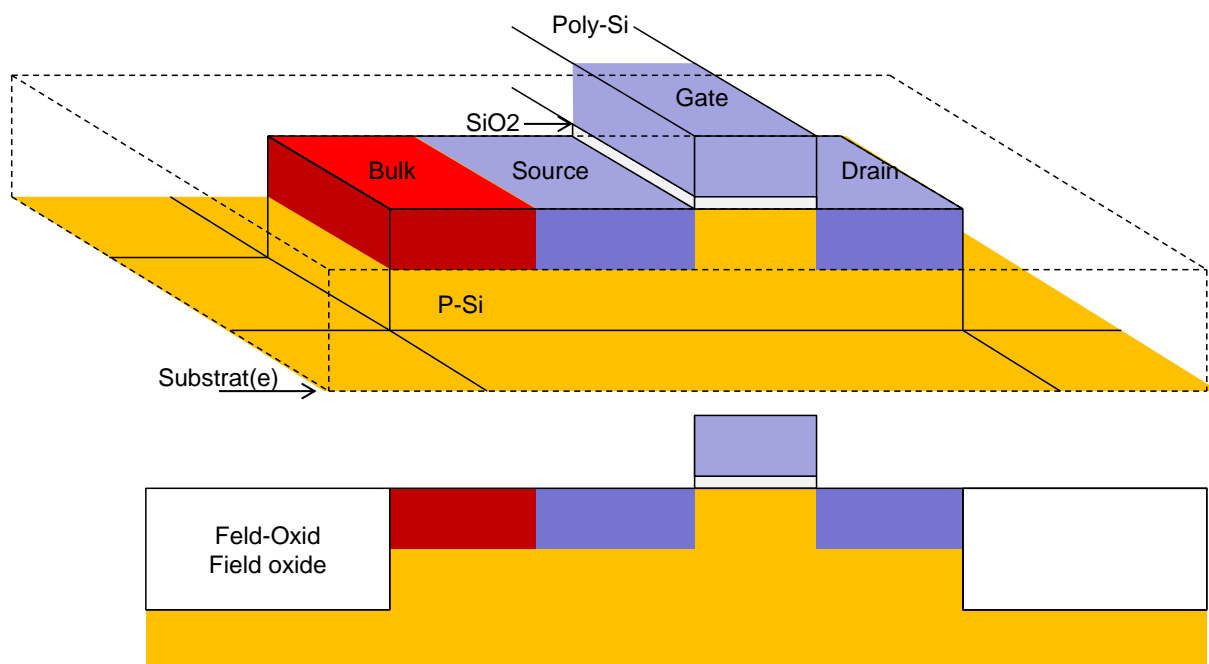 Poly-Si
Gate
SiO2
Bulk
Source
Drain
P-Si
Substrat(e)
Feld-Oxid
Field oxide